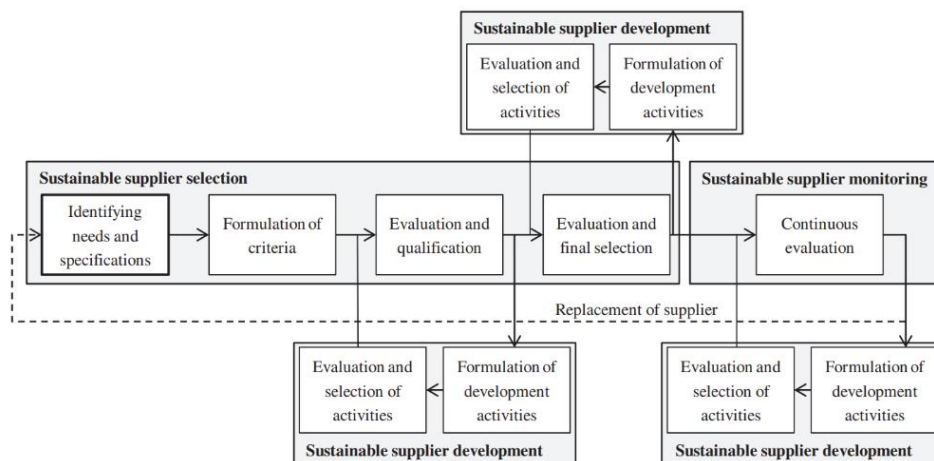 Sustainable supplier development
Evaluation and
selection of
activities
Formulation of
development
activities
Sustainable supplier selection
Identifying
needs and
specifications
Formulation of
criteria
Evaluation and
qualification
Evaluation and
final selection
Sustainable supplier monitoring
Continuous
evaluation
Replacement of supplier
Evaluation and
selection of
activities
Formulation of
development
activities
Sustainable supplier development
Evaluation and
selection of
activities
Formulation of
development
activities
Sustainable supplier development